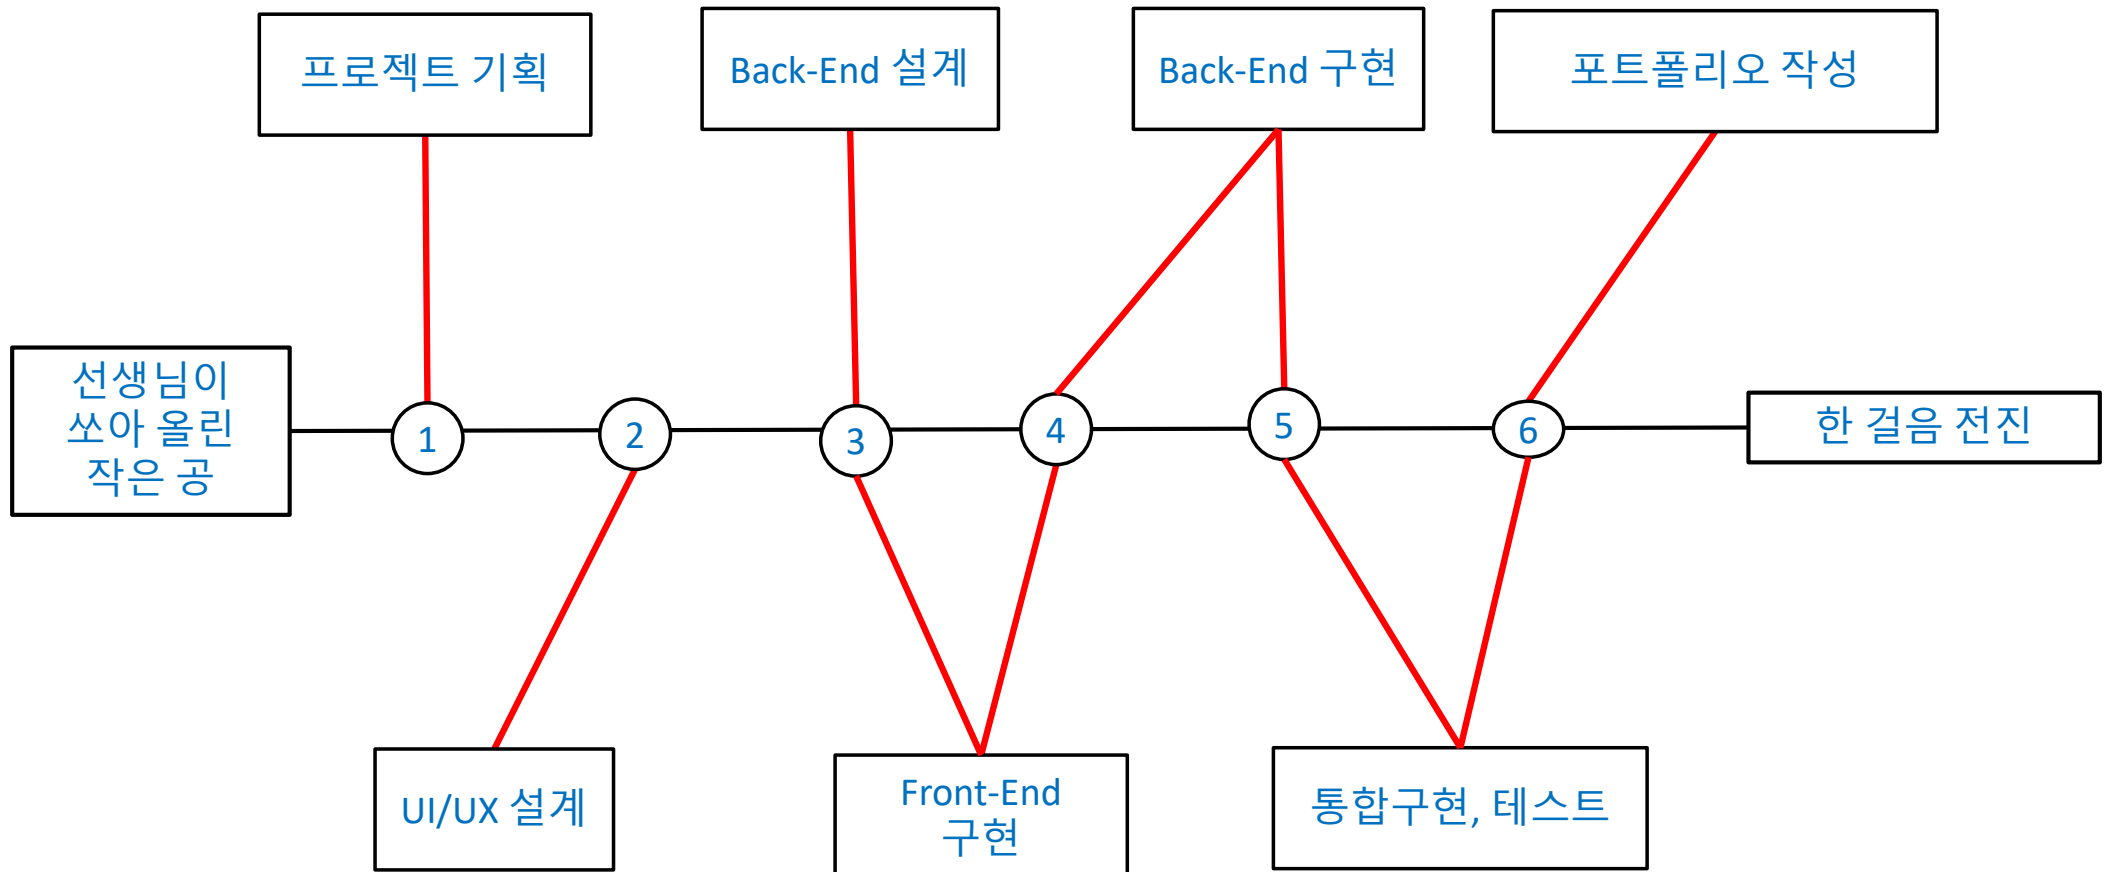 프로젝트 기획
Back-End 설계
Back-End 구현
포트폴리오 작성
선생님이
쏘아 올린
작은 공
1
2
3
4
5
6
한 걸음 전진
UI/UX 설계
Front-End
구현
통합구현, 테스트